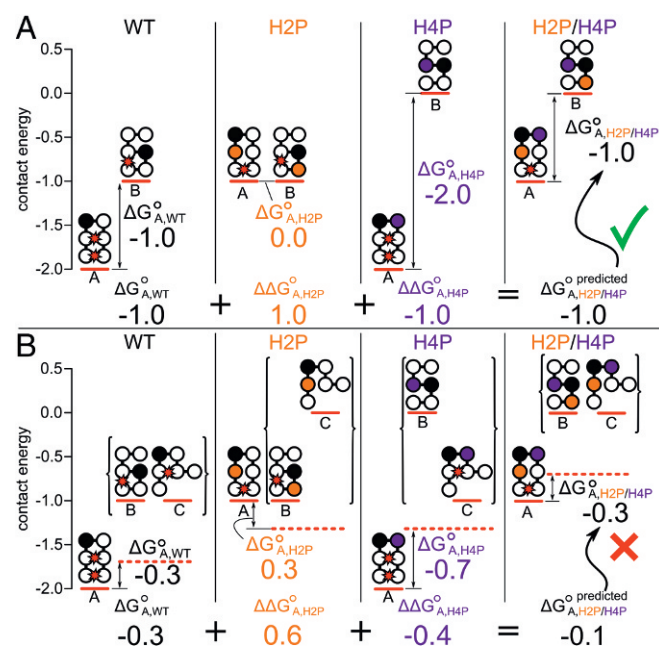 A
WT
H2P
H4P
H2P/H4P
contact energy
0.5
0.0
-0.5
-1.0
-1.5
-2.0
B
A
ΔG°A,WT
-1.0
A
B
ΔG°A,H2P
0.0
B
A
ΔG°A,H4P
-2.0
B
A
ΔG°A,H2P/H4P
-1.0
ΔG°A,WT
-1.0
+
ΔΔG°A,H2P
1.0
+
ΔΔG°A,H4P
-1.0
=
ΔG°A,H2P/H4P predicted
-1.0
B
WT
H2P
H4P
H2P/H4P
contact energy
0.5
0.0
-0.5
-1.0
-1.5
-2.0
B
C
A
ΔG°A,WT
-0.3
C
A
B
ΔG°A,H2P
0.3
B
C
A
ΔG°A,H4P
-0.7
B
C
A
ΔG°A,H2P/H4P
-0.3
ΔG°A,WT
-0.3
+
ΔΔG°A,H2P
0.6
+
ΔΔG°A,H4P
-0.4
=
ΔG°A,H2P/H4P predicted
-0.1